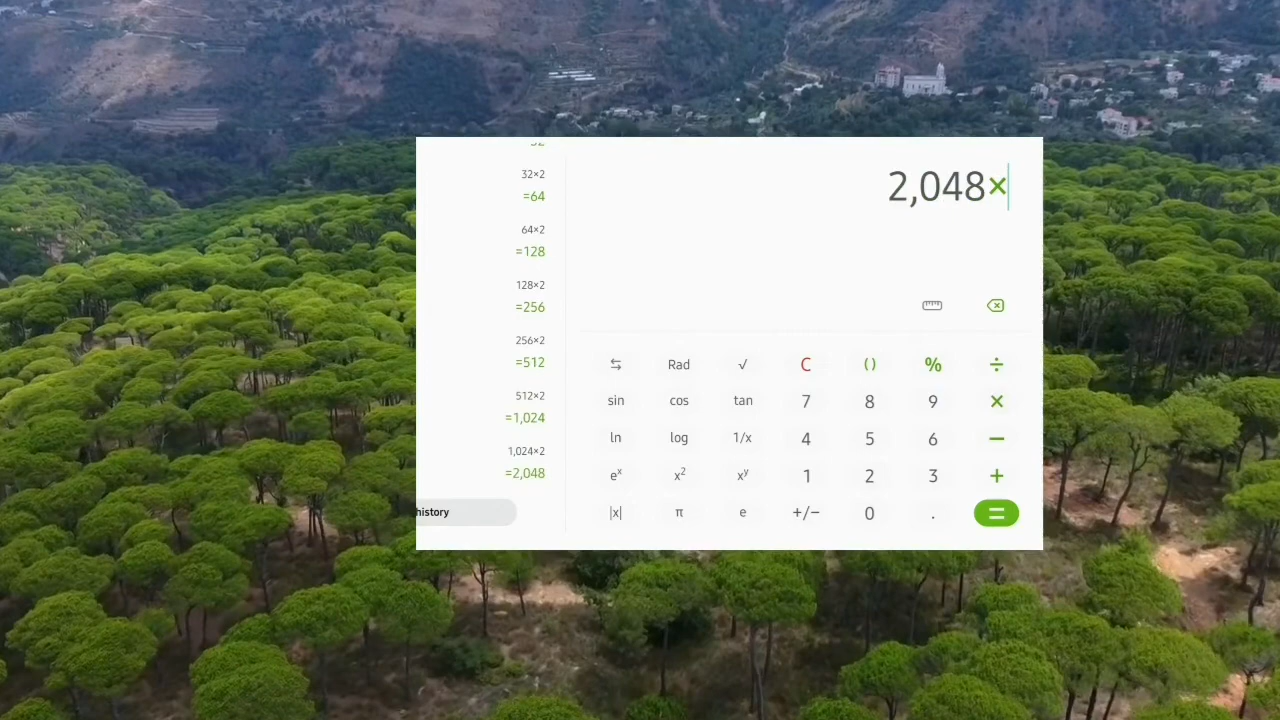 32×2
=64
64×2
=128
128×2
=256
256×2
=512
512×2
=1,024
1,024×2
=2,048
history
2,048×
⇆ Rad √ C ( ) % ÷
sin cos tan 7 8 9 ×
ln log 1/x 4 5 6 −
eˣ x² xʸ 1 2 3 +
|x| π e +/− 0 . =